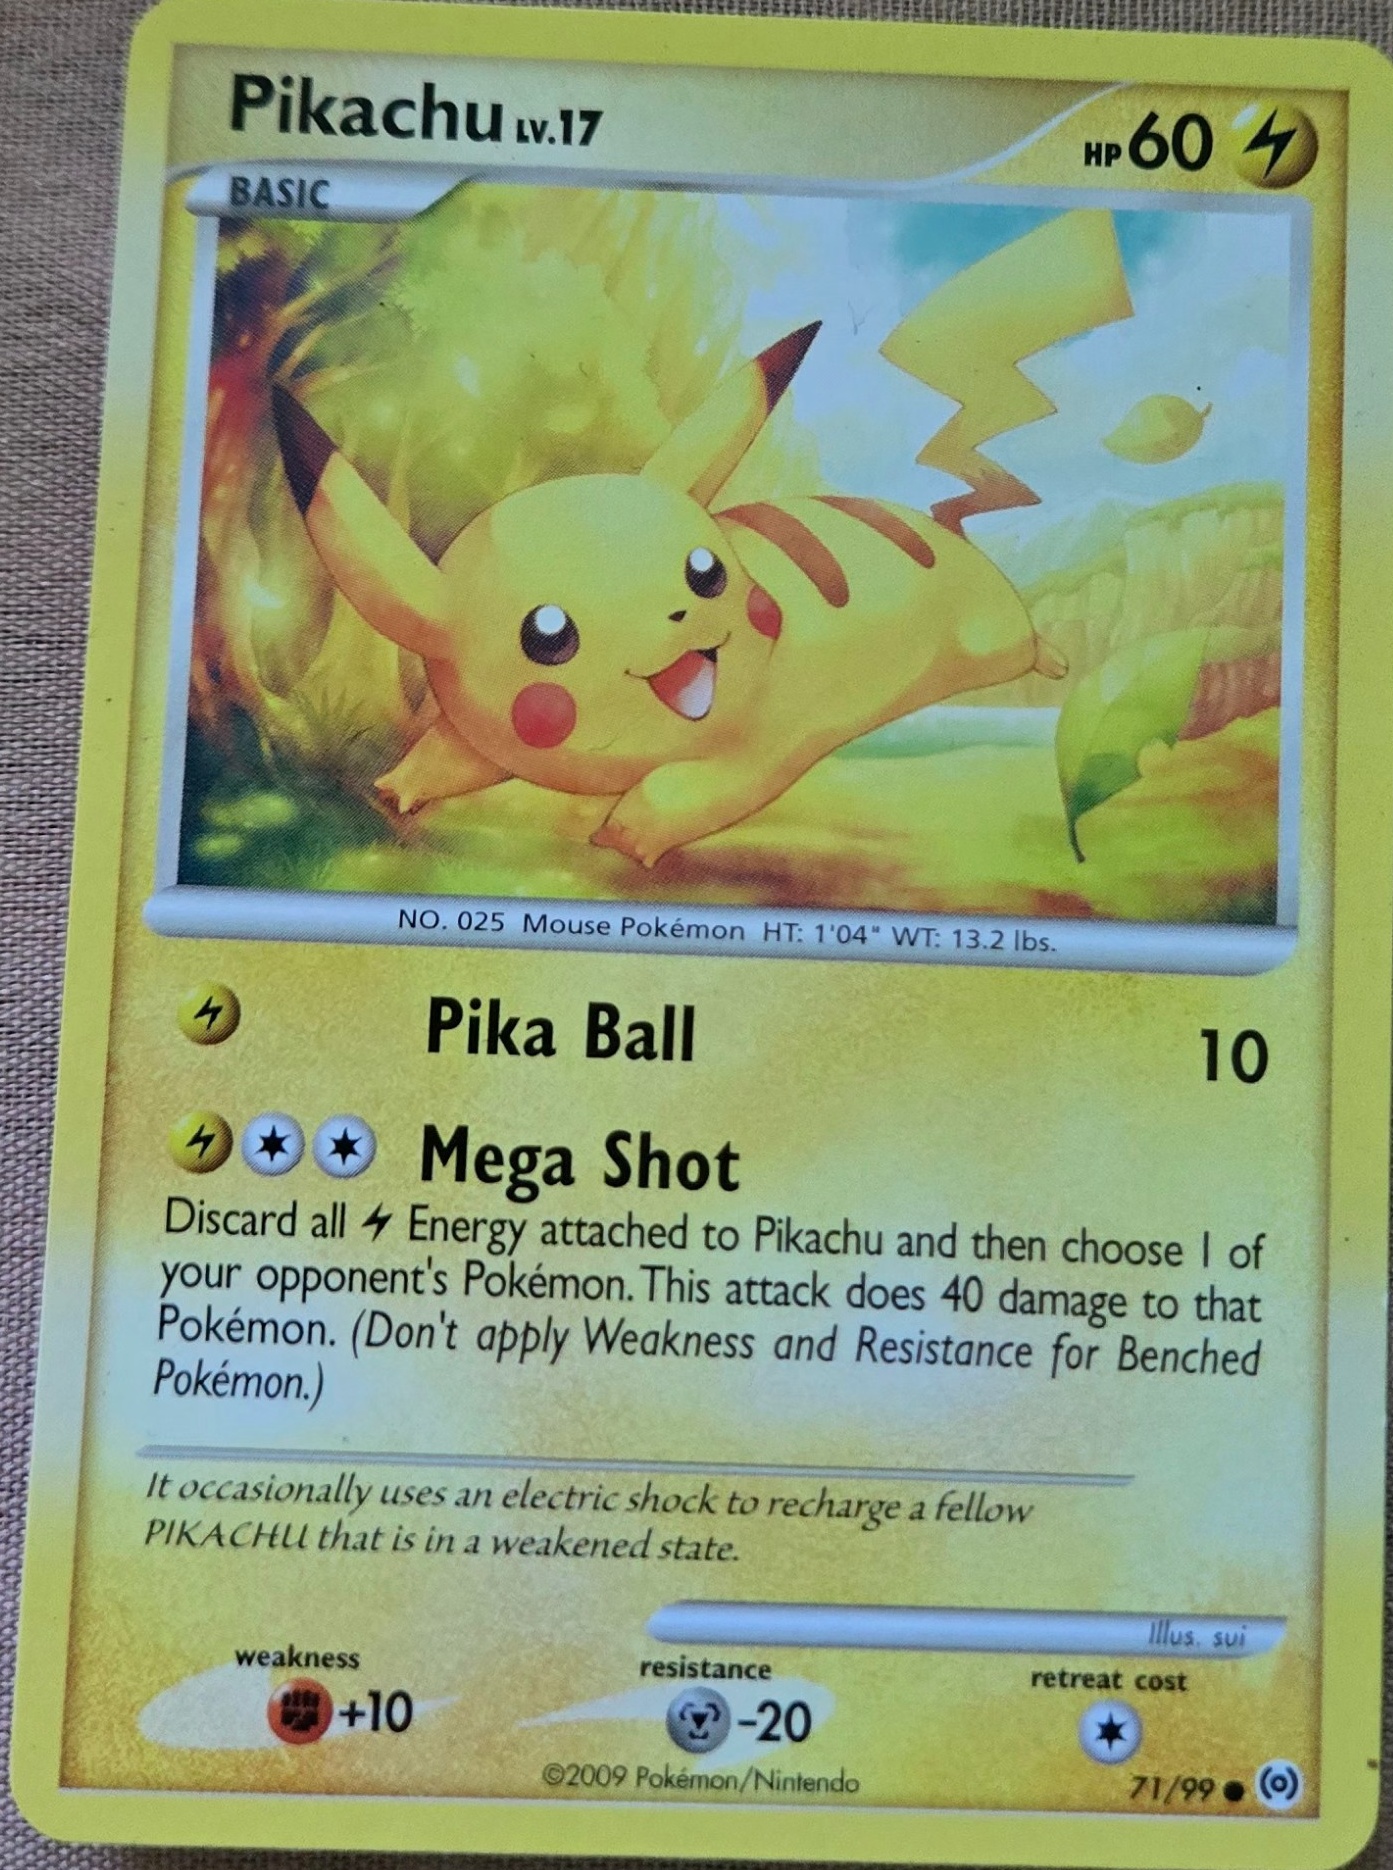 Pikachu LV.17
HP 60
BASIC
NO. 025 Mouse Pokémon HT: 1'04" WT: 13.2 lbs.
Pika Ball 10
Mega Shot
Discard all Energy attached to Pikachu and then choose 1 of
your opponent's Pokémon. This attack does 40 damage to that
Pokémon. (Don't apply Weakness and Resistance for Benched
Pokémon.)
It occasionally uses an electric shock to recharge a fellow
PIKACHU that is in a weakened state.
Illus. sui
weakness resistance retreat cost
+10 -20
©2009 Pokémon/Nintendo
71/99